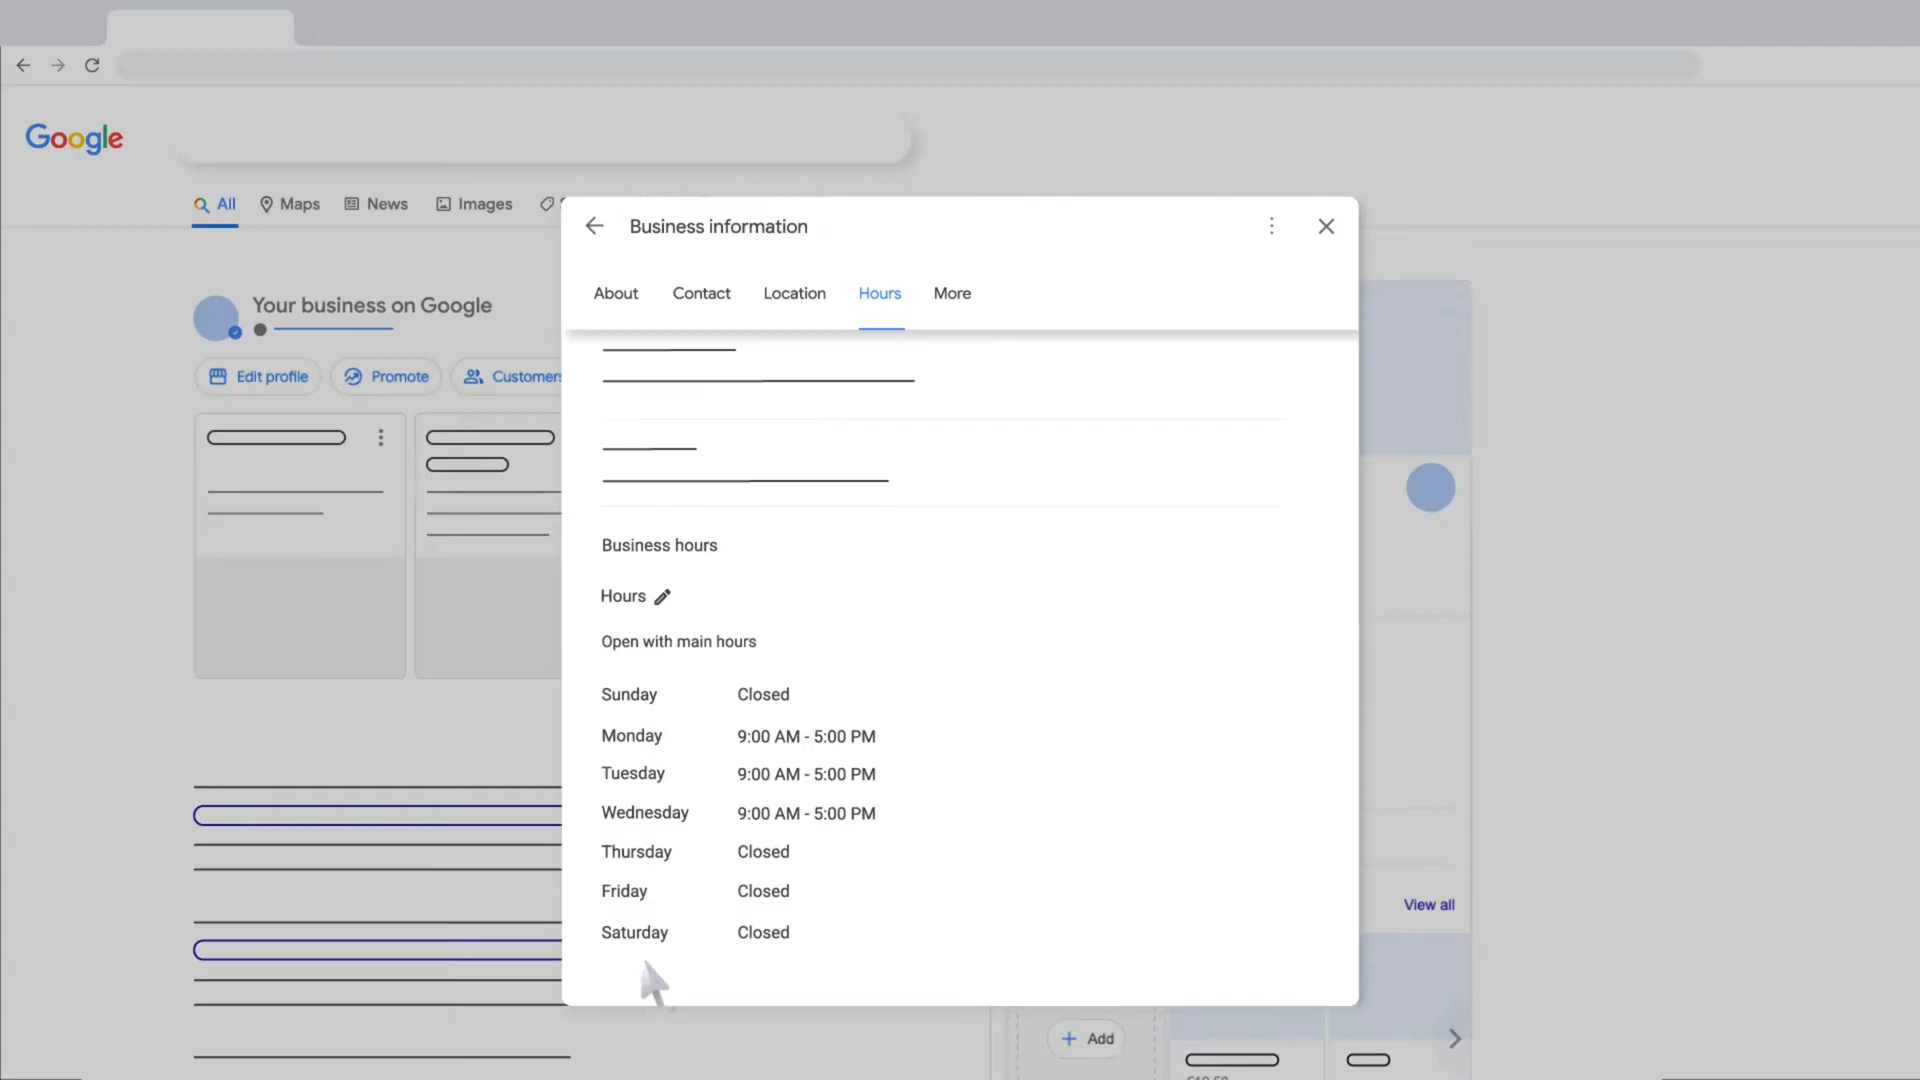 Google
All Maps News Images
Business information
About Contact Location Hours More
Your business on Google
Edit profile Promote Customers
Business hours
Hours
Open with main hours
Sunday Closed
Monday 9:00 AM - 5:00 PM
Tuesday 9:00 AM - 5:00 PM
Wednesday 9:00 AM - 5:00 PM
Thursday Closed
Friday Closed
Saturday Closed
View all
Add